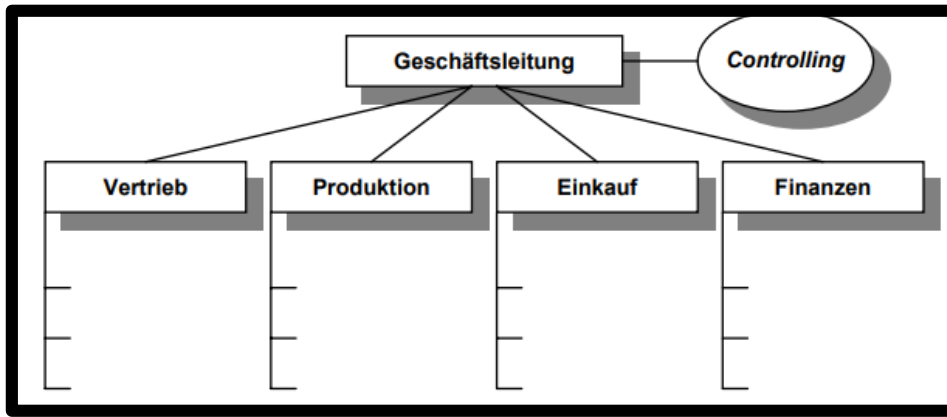 Geschäftsleitung
Controlling
Vertrieb
Produktion
Einkauf
Finanzen